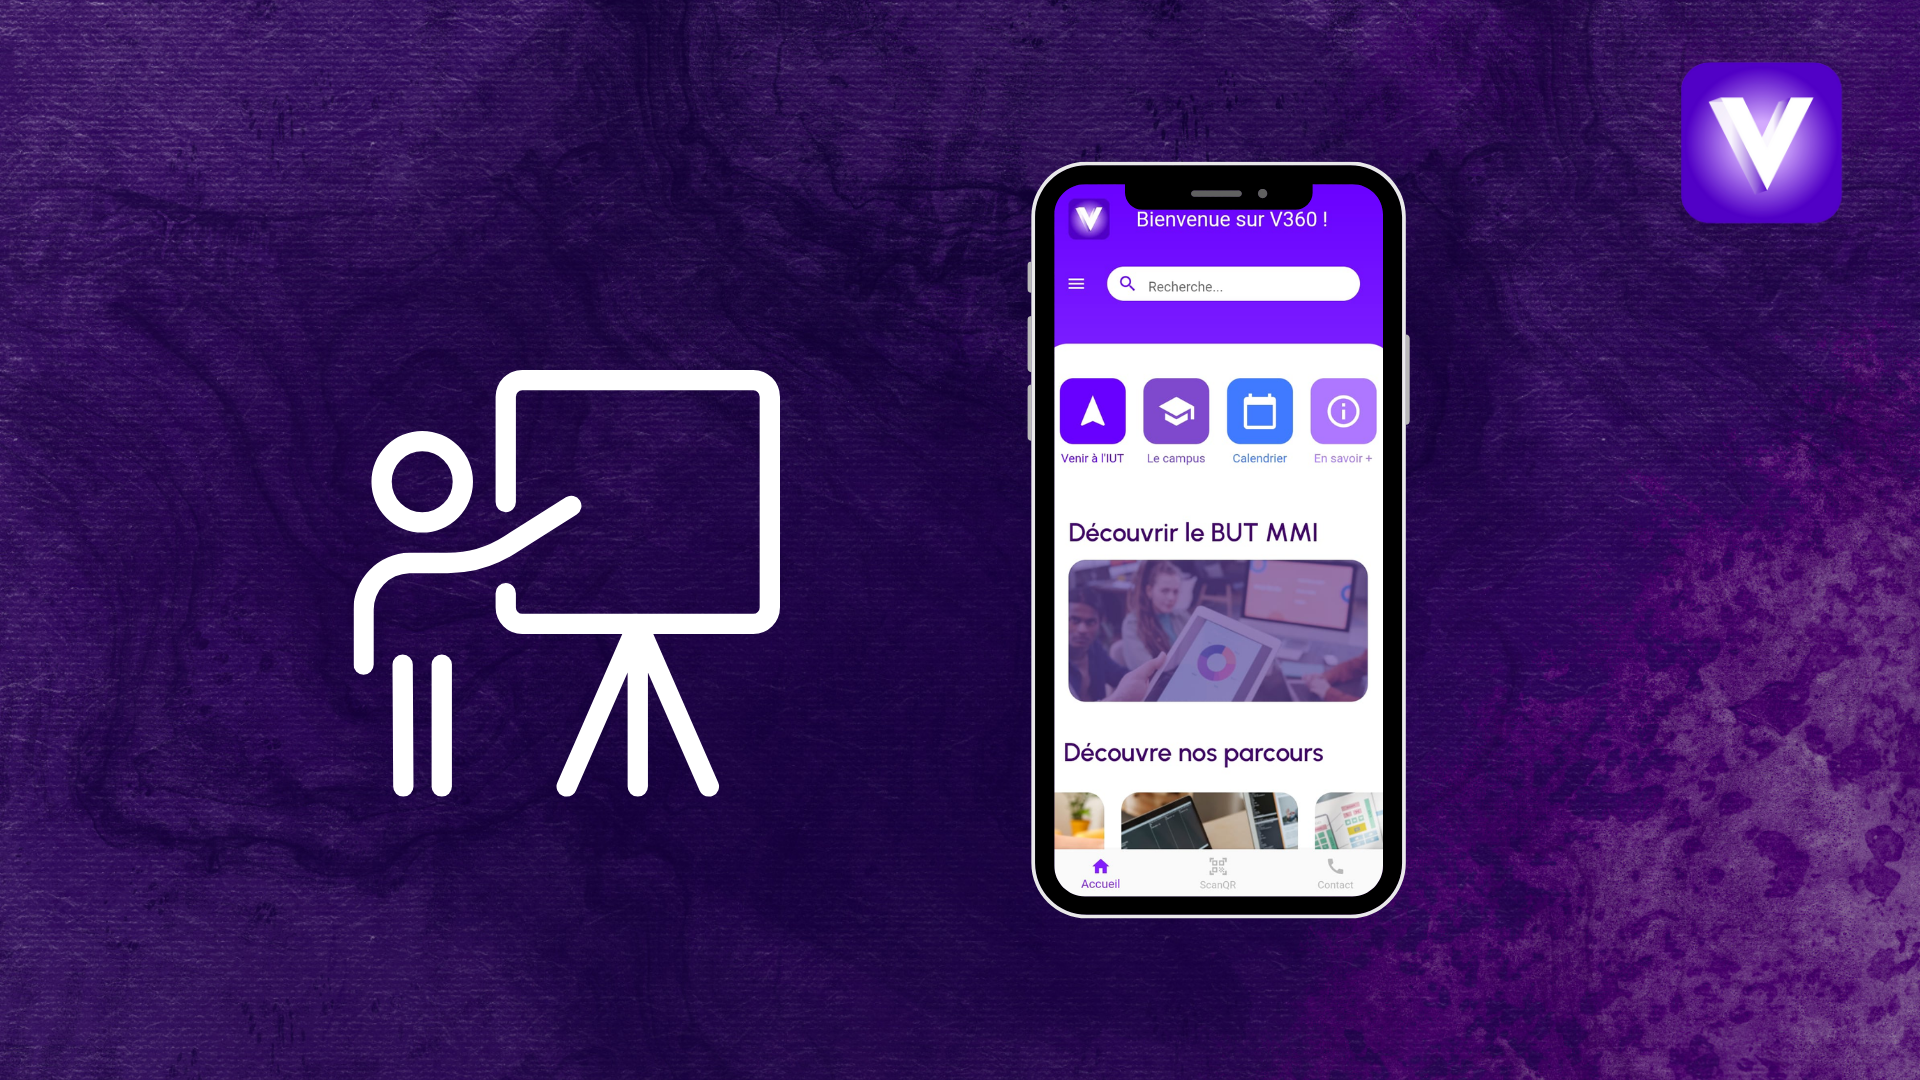 V
Bienvenue sur V360 !
Recherche...
Venir à l'IUT
Le campus
Calendrier
En savoir +
Découvrir le BUT MMI
Découvre nos parcours
Accueil
ScanQR
Contact